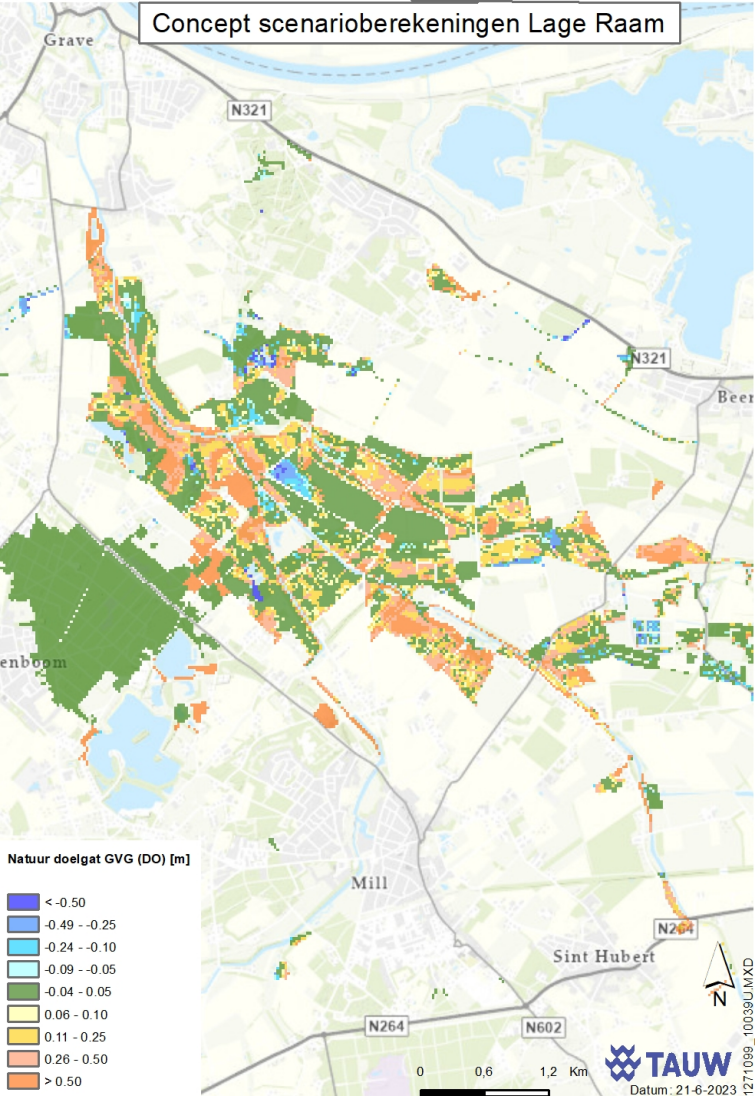 Concept scenarioberekeningen Lage Raam
Grave
N321
N321
Beer
enboom
Mill
Sint Hubert
N264
N264
N602
Natuur doelgat GVG (DO) [m]
< -0.50
-0.49 - -0.25
-0.24 - -0.10
-0.09 - -0.05
-0.04 - 0.05
0.06 - 0.10
0.11 - 0.25
0.26 - 0.50
> 0.50
0 0,6 1,2 Km
N
TAUW
Datum: 21-6-2023
1271099_10039U.MXD